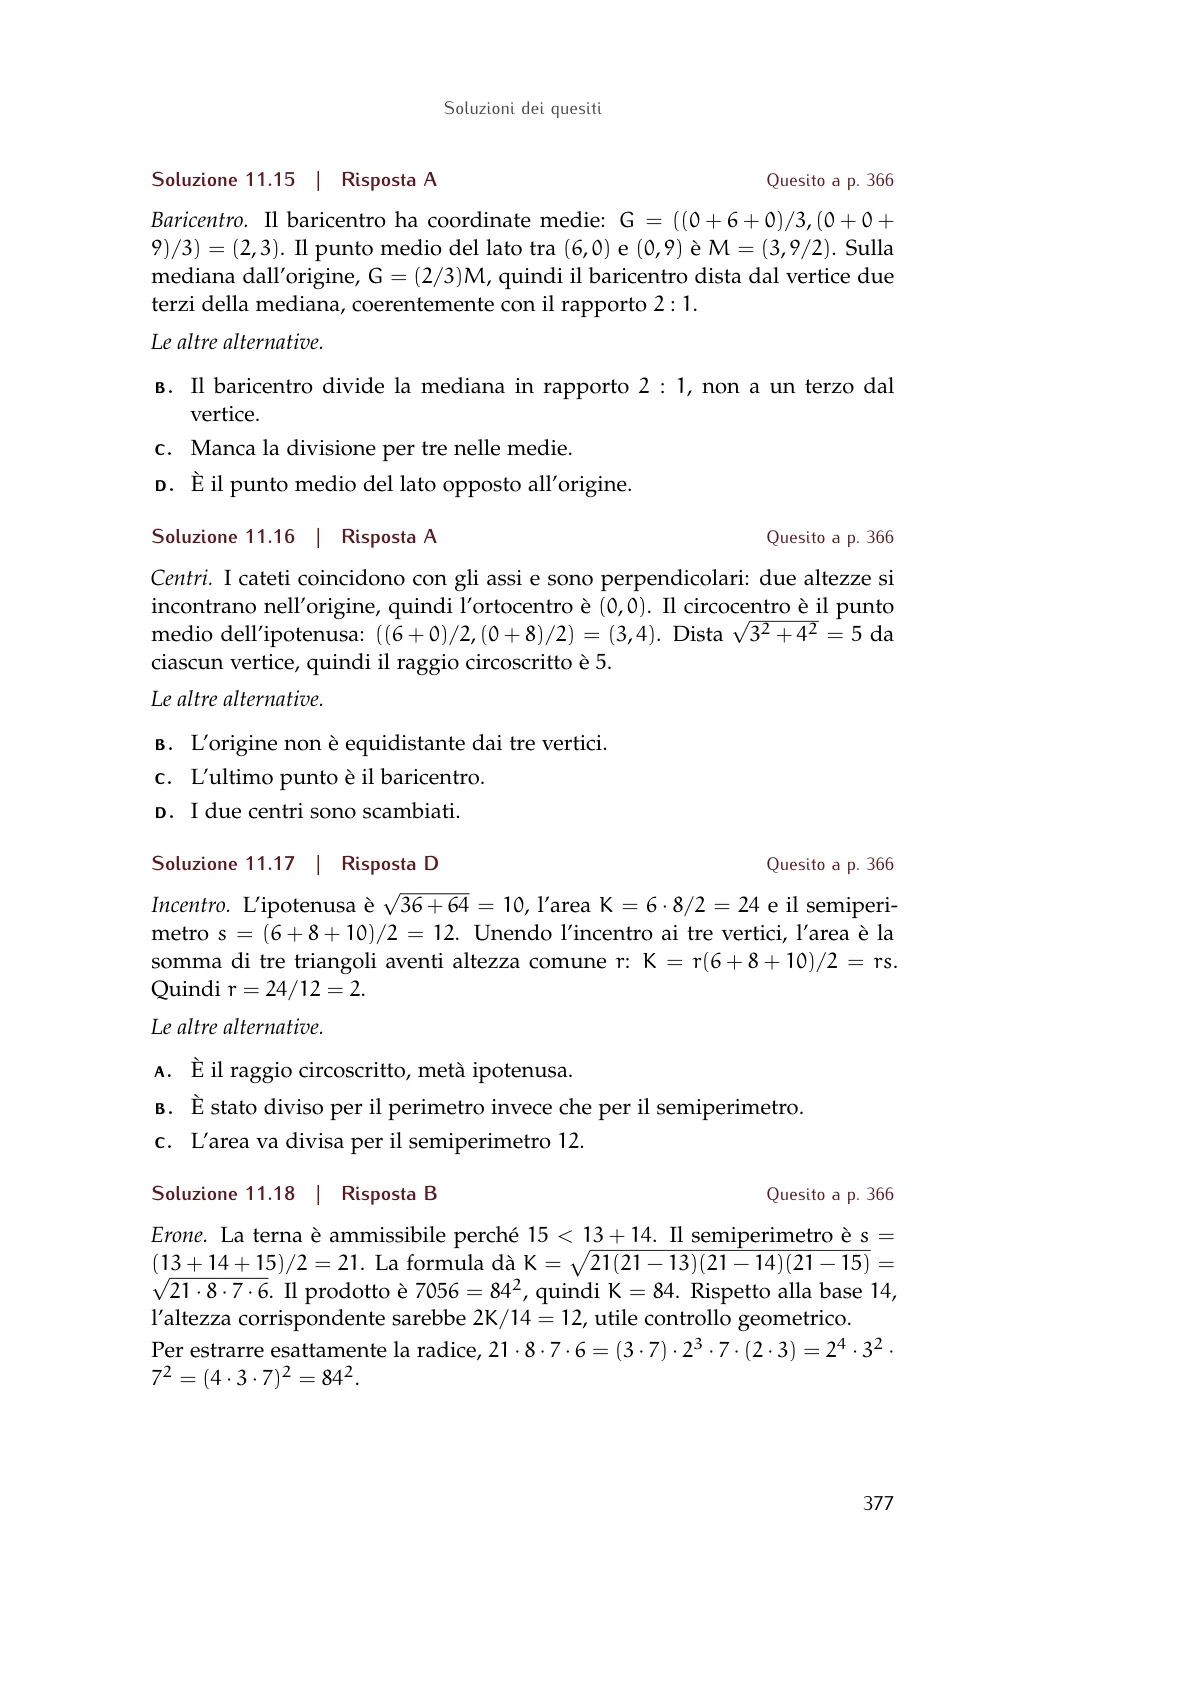 Soluzioni dei quesiti
Soluzione 11.15 | Risposta A Quesito a p. 366
Baricentro. Il baricentro ha coordinate medie: G = ((0 + 6 + 0)/3, (0 + 0 +
9)/3) = (2, 3). Il punto medio del lato tra (6, 0) e (0, 9) è M = (3, 9/2). Sulla
mediana dall'origine, G = (2/3)M, quindi il baricentro dista dal vertice due
terzi della mediana, coerentemente con il rapporto 2 : 1.
Le altre alternative.
B. Il baricentro divide la mediana in rapporto 2 : 1, non a un terzo dal
vertice.
C. Manca la divisione per tre nelle medie.
D. È il punto medio del lato opposto all'origine.
Soluzione 11.16 | Risposta A Quesito a p. 366
Centri. I cateti coincidono con gli assi e sono perpendicolari: due altezze si
incontrano nell'origine, quindi l'ortocentro è (0, 0). Il circocentro è il punto
medio dell'ipotenusa: ((6 + 0)/2, (0 + 8)/2) = (3, 4). Dista √3² + 4² = 5 da
ciascun vertice, quindi il raggio circoscritto è 5.
Le altre alternative.
B. L'origine non è equidistante dai tre vertici.
C. L'ultimo punto è il baricentro.
D. I due centri sono scambiati.
Soluzione 11.17 | Risposta D Quesito a p. 366
Incentro. L'ipotenusa è √36 + 64 = 10, l'area K = 6 · 8/2 = 24 e il semiperi-
metro s = (6 + 8 + 10)/2 = 12. Unendo l'incentro ai tre vertici, l'area è la
somma di tre triangoli aventi altezza comune r: K = r(6 + 8 + 10)/2 = rs.
Quindi r = 24/12 = 2.
Le altre alternative.
A. È il raggio circoscritto, metà ipotenusa.
B. È stato diviso per il perimetro invece che per il semiperimetro.
C. L'area va divisa per il semiperimetro 12.
Soluzione 11.18 | Risposta B Quesito a p. 366
Erone. La terna è ammissibile perché 15 < 13 + 14. Il semiperimetro è s =
(13 + 14 + 15)/2 = 21. La formula dà K = √21(21 − 13)(21 − 14)(21 − 15) =
√21 · 8 · 7 · 6. Il prodotto è 7056 = 84², quindi K = 84. Rispetto alla base 14,
l'altezza corrispondente sarebbe 2K/14 = 12, utile controllo geometrico.
Per estrarre esattamente la radice, 21 · 8 · 7 · 6 = (3 · 7) · 2³ · 7 · (2 · 3) = 2⁴ · 3² ·
7² = (4 · 3 · 7)² = 84².
377